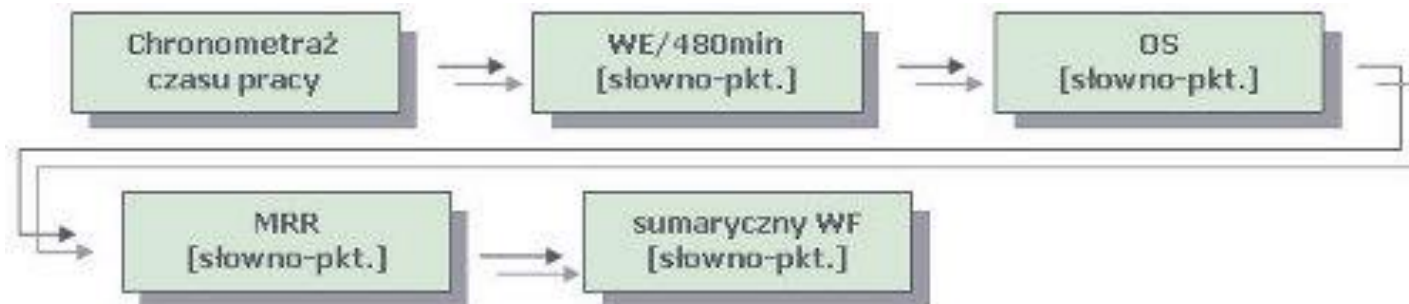 Chronometraż
czasu pracy
WE/480min
[słowno-pkt.]
OS
[słowno-pkt.]
MRR
[słowno-pkt.]
sumaryczny WF
[słowno-pkt.]